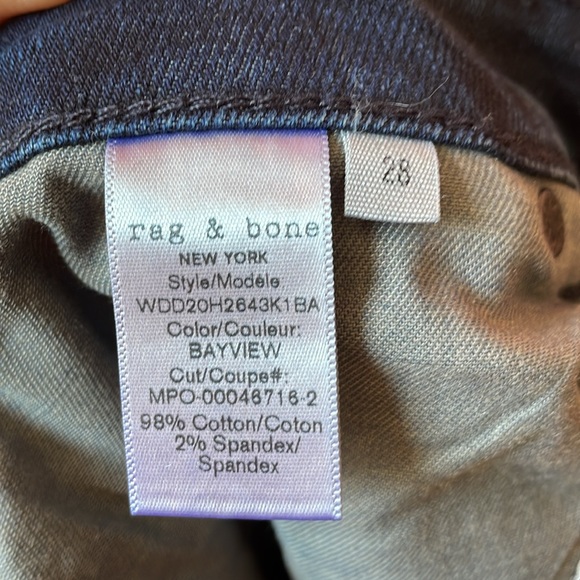 rag & bone
NEW YORK
Style/Modèle
WDD20H2643K1BA
Color/Couleur:
BAYVIEW
Cut/Coupe#:
MPO-00046716-2
98% Cotton/Coton
2% Spandex/
Spandex
28